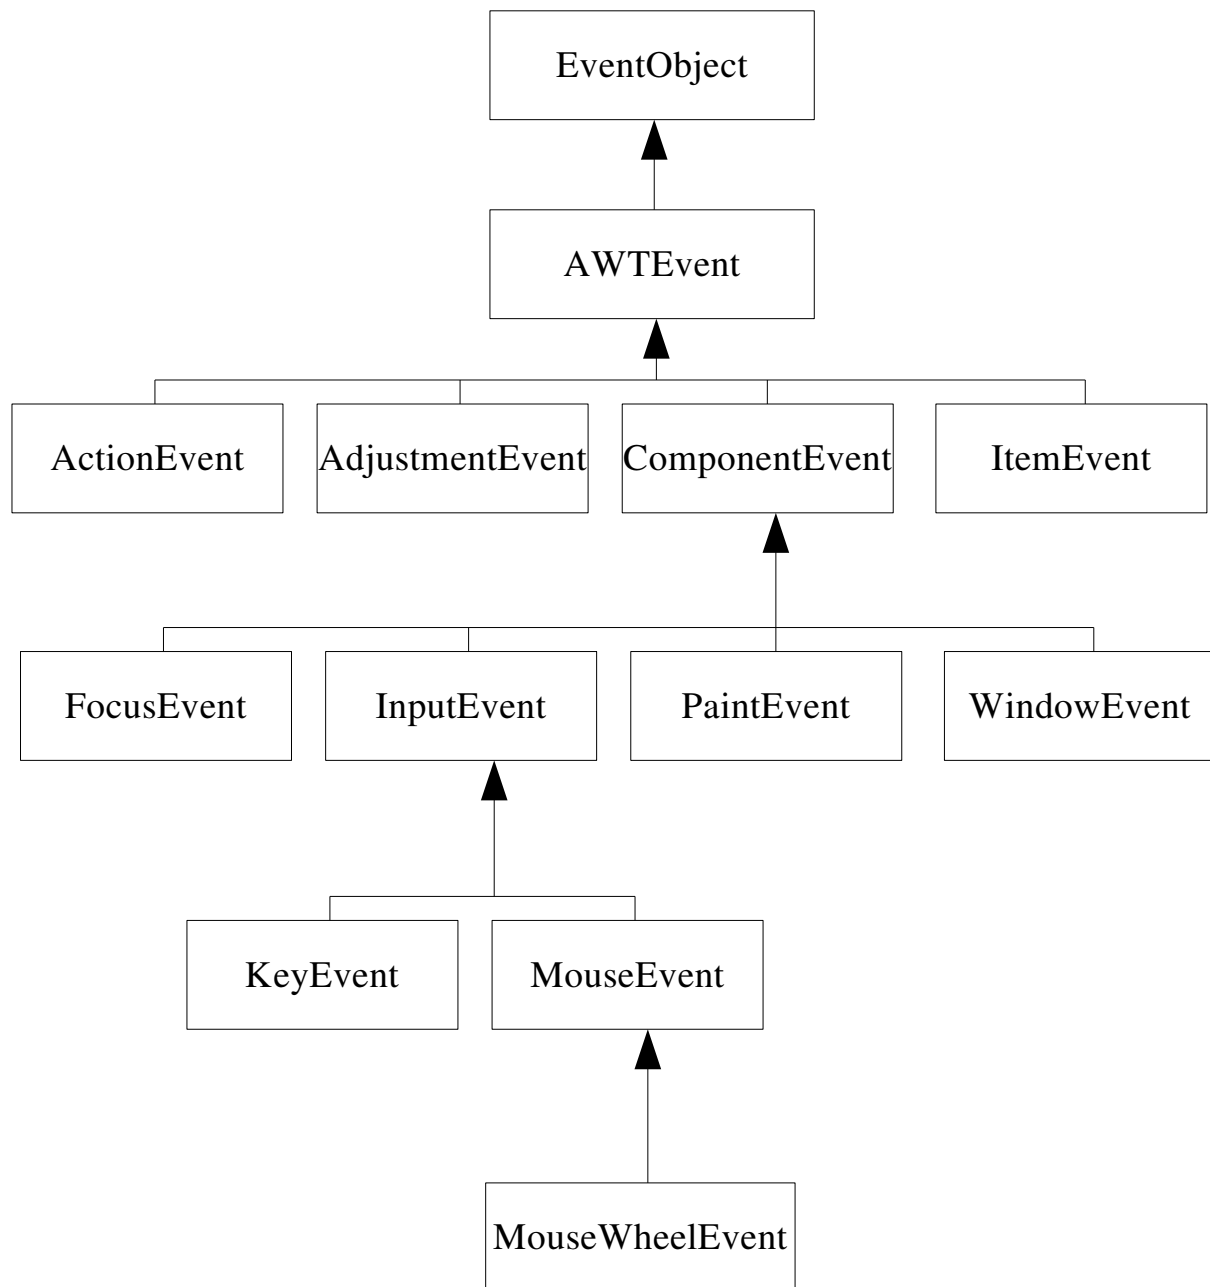 EventObject
AWTEvent
ActionEvent
AdjustmentEvent
ComponentEvent
ItemEvent
FocusEvent
InputEvent
PaintEvent
WindowEvent
KeyEvent
MouseEvent
MouseWheelEvent